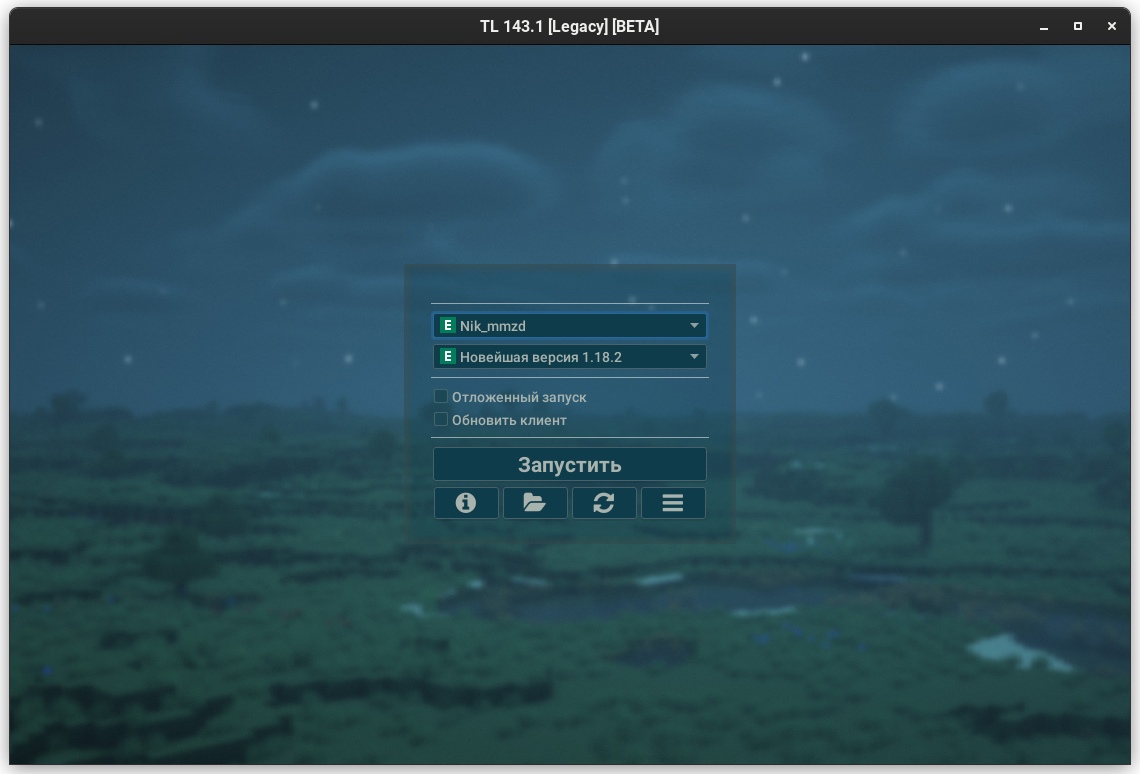 TL 143.1 [Legacy] [BETA]
E Nik_mmzd
E Новейшая версия 1.18.2
Отложенный запуск
Обновить клиент
Запустить